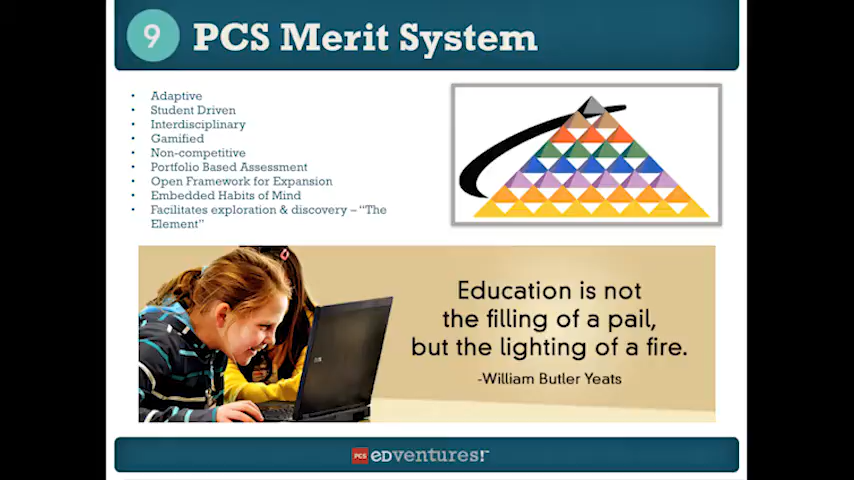 9
PCS Merit System
• Adaptive
• Student Driven
• Interdisciplinary
• Gamified
• Non-competitive
• Portfolio Based Assessment
• Open Framework for Expansion
• Embedded Habits of Mind
• Facilitates exploration & discovery – “The
Element”
Education is not
the filling of a pail,
but the lighting of a fire.
-William Butler Yeats
PCS eDventures!™